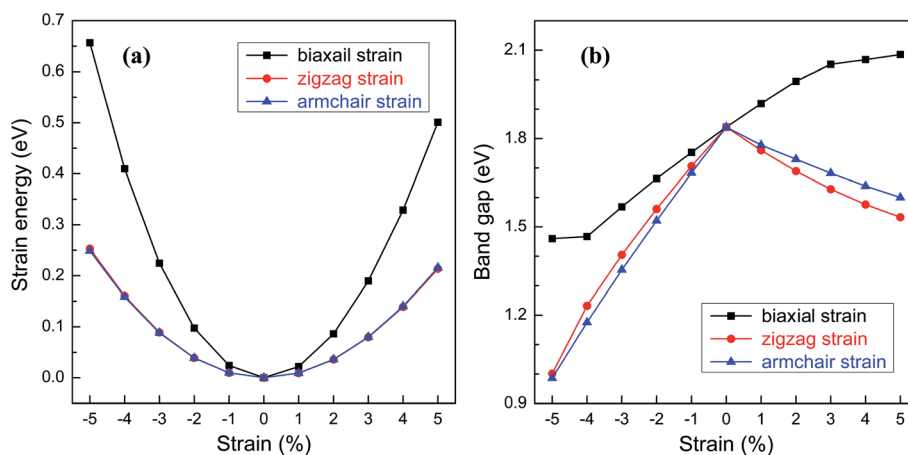 (a)
biaxail strain
zigzag strain
armchair strain
Strain energy (eV)
0.7
0.6
0.5
0.4
0.3
0.2
0.1
0.0
-5 -4 -3 -2 -1 0 1 2 3 4 5
Strain (%)
(b)
biaxial strain
zigzag strain
armchair strain
Band gap (eV)
2.1
1.8
1.5
1.2
0.9
-5 -4 -3 -2 -1 0 1 2 3 4 5
Strain (%)